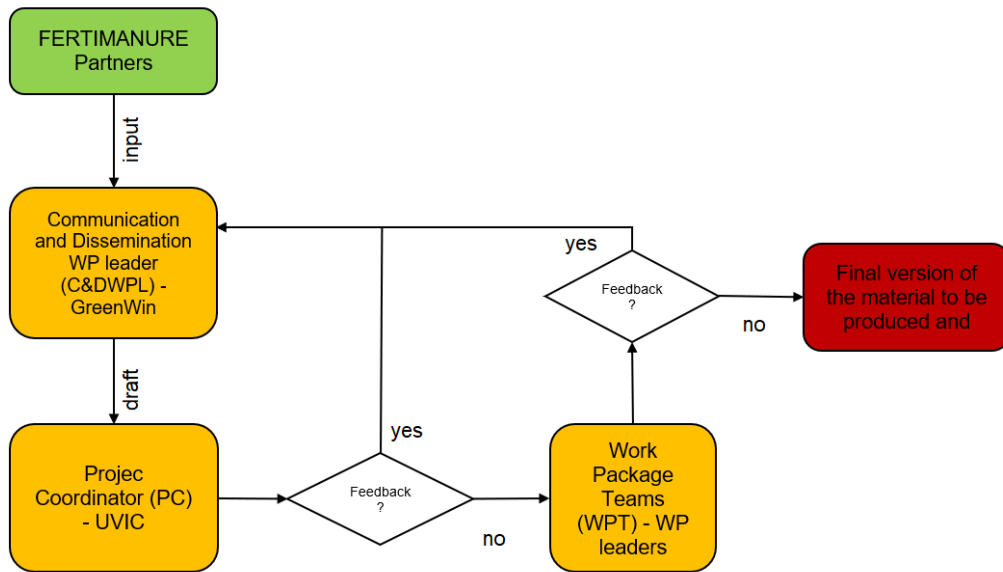 FERTIMANURE
Partners
input
Communication
and Dissemination
WP leader
(C&DWPL) -
GreenWin
draft
Projec
Coordinator (PC)
- UVIC
Feedback
?
yes
no
Work
Package
Teams
(WPT) - WP
leaders
Feedback
?
yes
no
Final version of
the material to be
produced and